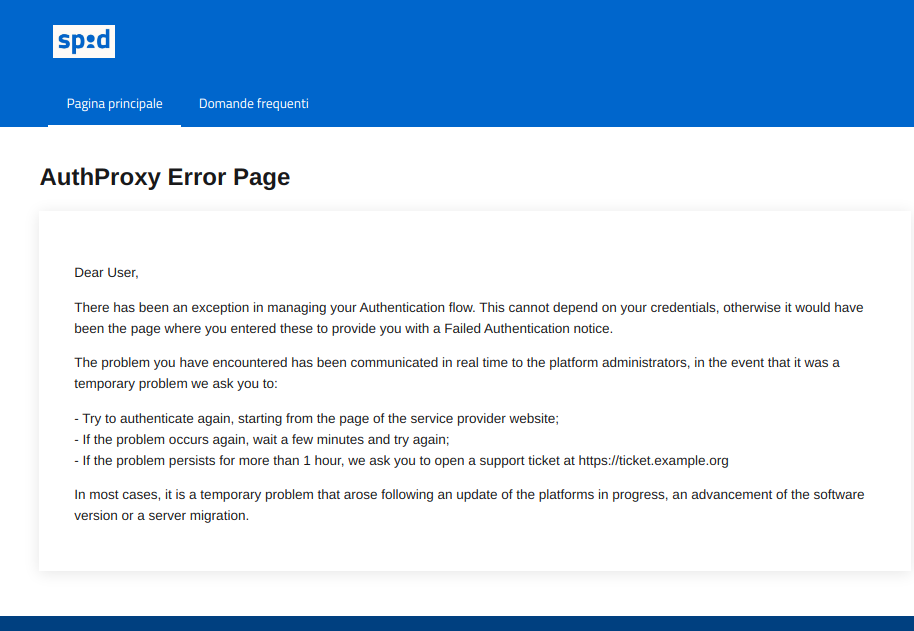 spid
Pagina principale
Domande frequenti
AuthProxy Error Page
Dear User,
There has been an exception in managing your Authentication flow. This cannot depend on your credentials, otherwise it would have
been the page where you entered these to provide you with a Failed Authentication notice.
The problem you have encountered has been communicated in real time to the platform administrators, in the event that it was a
temporary problem we ask you to:
- Try to authenticate again, starting from the page of the service provider website;
- If the problem occurs again, wait a few minutes and try again;
- If the problem persists for more than 1 hour, we ask you to open a support ticket at https://ticket.example.org
In most cases, it is a temporary problem that arose following an update of the platforms in progress, an advancement of the software
version or a server migration.